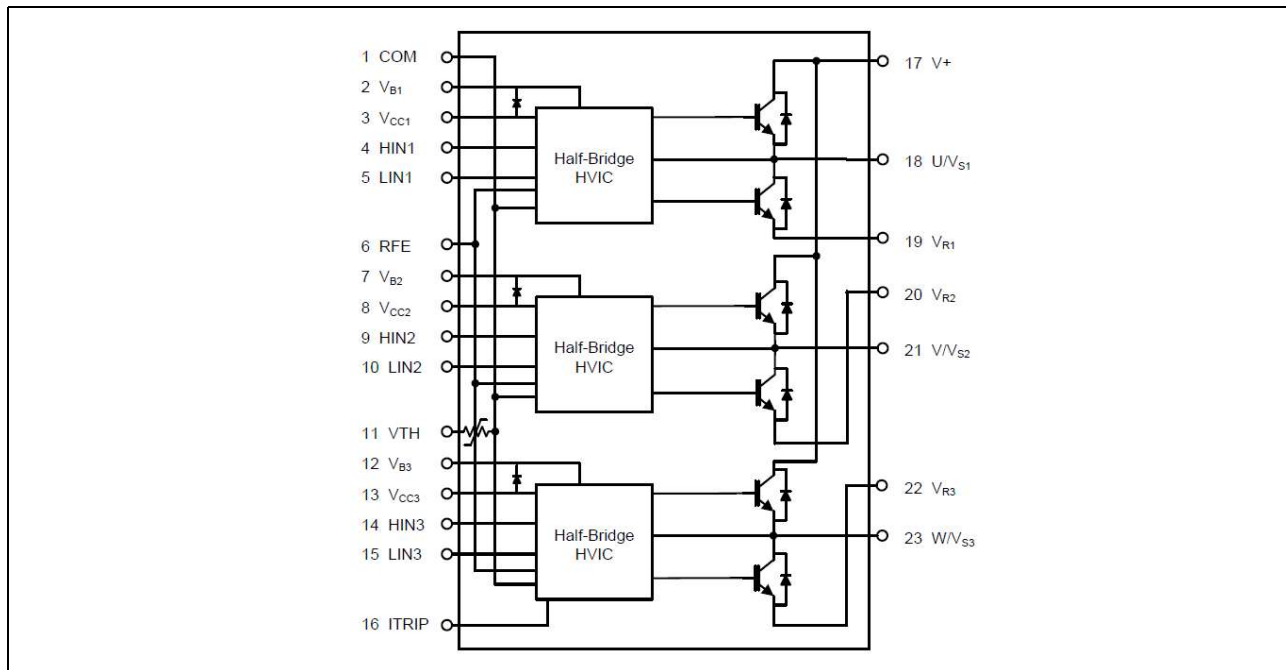 1 COM
2 VB1
3 VCC1
4 HIN1
5 LIN1
6 RFE
7 VB2
8 VCC2
9 HIN2
10 LIN2
11 VTH
12 VB3
13 VCC3
14 HIN3
15 LIN3
16 ITRIP
Half-Bridge
HVIC
Half-Bridge
HVIC
Half-Bridge
HVIC
17 V+
18 U/VS1
19 VR1
20 VR2
21 V/VS2
22 VR3
23 W/VS3